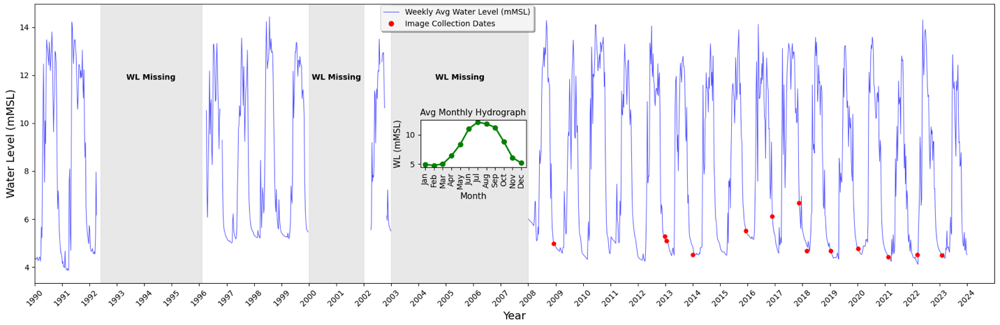 Weekly Avg Water Level (mMSL)
Image Collection Dates
Water Level (mMSL)
14
12
10
8
6
4
WL Missing
WL Missing
WL Missing
Avg Monthly Hydrograph
WL (mMSL)
10
5
Jan Feb Mar Apr May Jun Jul Aug Sep Oct Nov Dec
Month
1990 1991 1992 1993 1994 1995 1996 1997 1998 1999 2000 2001 2002 2003 2004 2005 2006 2007 2008 2009 2010 2011 2012 2013 2014 2015 2016 2017 2018 2019 2020 2021 2022 2023 2024
Year